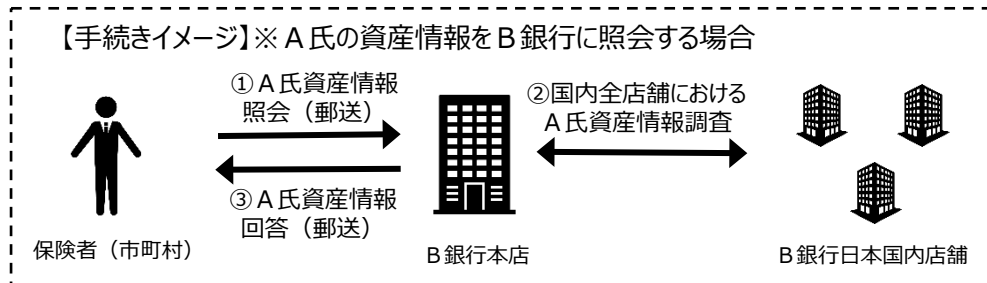 【手続きイメージ】※Ａ氏の資産情報をＢ銀行に照会する場合
①Ａ氏資産情報
照会（郵送）
②国内全店舗における
Ａ氏資産情報調査
③Ａ氏資産情報
回答（郵送）
保険者（市町村）
Ｂ銀行本店
Ｂ銀行日本国内店舗